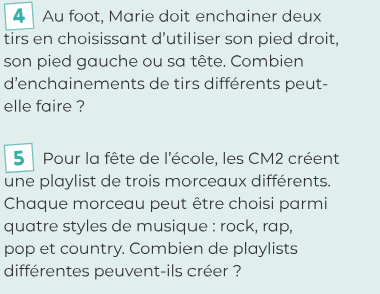 4 Au foot, Marie doit enchainer deux
tirs en choisissant d'utiliser son pied droit,
son pied gauche ou sa tête. Combien
d'enchainements de tirs différents peut-
elle faire ?
5 Pour la fête de l'école, les CM2 créent
une playlist de trois morceaux différents.
Chaque morceau peut être choisi parmi
quatre styles de musique : rock, rap,
pop et country. Combien de playlists
différentes peuvent-ils créer ?